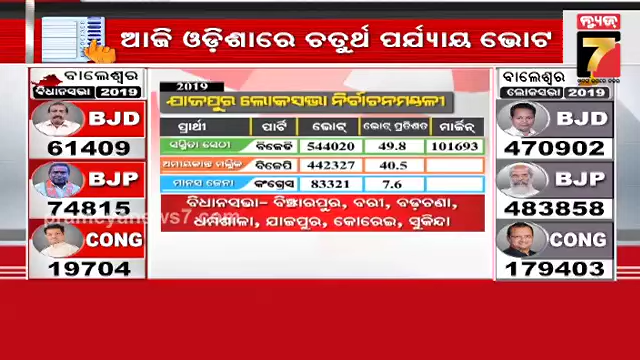 ଆଜି ଓଡ଼ିଶାରେ ଚତୁର୍ଥ ପର୍ଯ୍ୟାୟ ଭୋଟ
ନ୍ୟୁଜ୍
7
ବାଲେଶ୍ୱର
ବିଧାନସଭା 2019
BJD
61409
BJP
74815
CONG
19704
2019
ଯାଜପୁର ଲୋକସଭା ନିର୍ବାଚନମଣ୍ଡଳୀ
ପ୍ରାର୍ଥୀ ପାର୍ଟି ଭୋଟ୍ ଭୋଟ୍ ପ୍ରତିଶତ ମାର୍ଜିନ୍
ସର୍ମିଷ୍ଠା ସେଠୀ ବିଜେଡି 544020 49.8 101693
ଅମୀୟକାନ୍ତ ମଲ୍ଲିକ ବିଜେପି 442327 40.5
ମାନସ ଜେନା କଂଗ୍ରେସ 83321 7.6
ବିଧାନସଭା- ବିଞ୍ଝାରପୁର, ବରୀ, ବଡ଼ଚଣା,
ଧର୍ମଶାଳା, ଯାଜପୁର, କୋରେଇ, ସୁକିନ୍ଦା
prameyanews7.com
ବାଲେଶ୍ୱର
ଲୋକସଭା 2019
BJD
470902
BJP
483858
CONG
179403